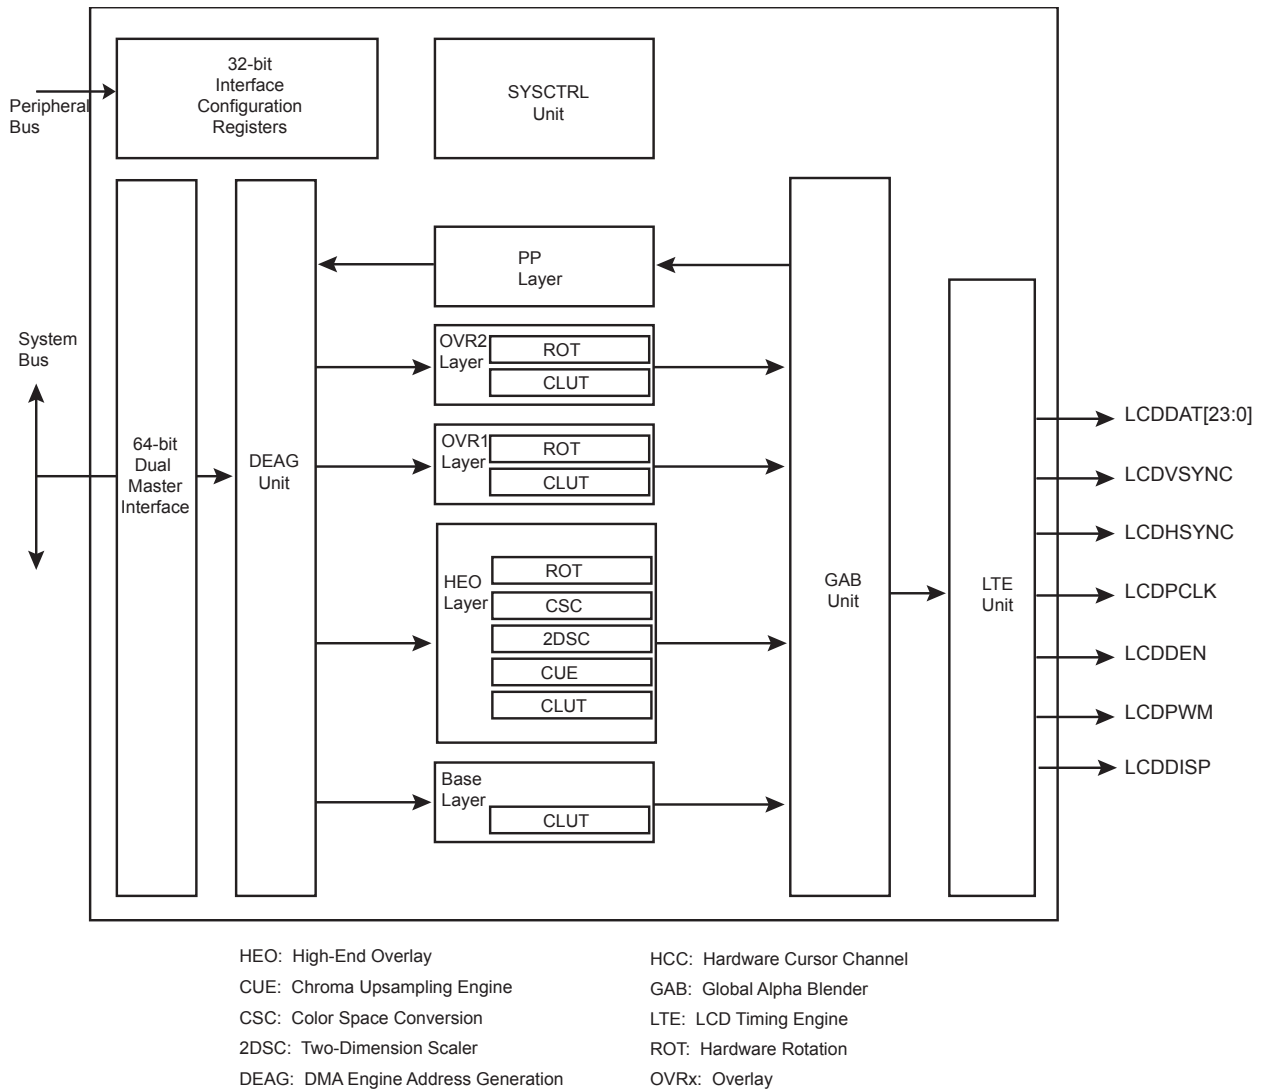 32-bit
Interface
Configuration
Registers
SYSCTRL
Unit
Peripheral
Bus
PP
Layer
System
Bus
OVR2
Layer
ROT
CLUT
OVR1
Layer
ROT
CLUT
64-bit
Dual
Master
Interface
DEAG
Unit
HEO
Layer
ROT
CSC
2DSC
CUE
CLUT
Base
Layer
CLUT
GAB
Unit
LTE
Unit
LCDDAT[23:0]
LCDVSYNC
LCDHSYNC
LCDPCLK
LCDDEN
LCDPWM
LCDDISP
HEO: High-End Overlay
CUE: Chroma Upsampling Engine
CSC: Color Space Conversion
2DSC: Two-Dimension Scaler
DEAG: DMA Engine Address Generation
HCC: Hardware Cursor Channel
GAB: Global Alpha Blender
LTE: LCD Timing Engine
ROT: Hardware Rotation
OVRx: Overlay